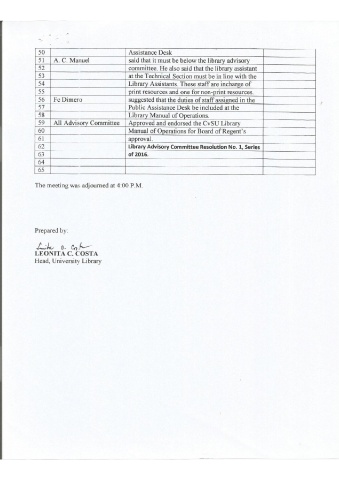 50 Assistance Desk
51 A. C. Manuel said that it must be below the library advisory
52 committee. He also said that the library assistant
53 at the Technical Section must be in line with the
54 Library Assistants. These staff are incharge of
55 print resources and one for non-print resources.
56 Fe Dimero suggested that the duties of staff assigned in the
57 Public Assistance Desk be included at the
58 Library Manual of Operations.
59 All Advisory Committee Approved and endorsed the CvSU Library
60 Manual of Operations for Board of Regent's
61 approval.
62 Library Advisory Committee Resolution No. 1, Series
63 of 2016.
64
65
The meeting was adjourned at 4:00 P.M.
Prepared by:
LEONITA C. COSTA
Head, University Library